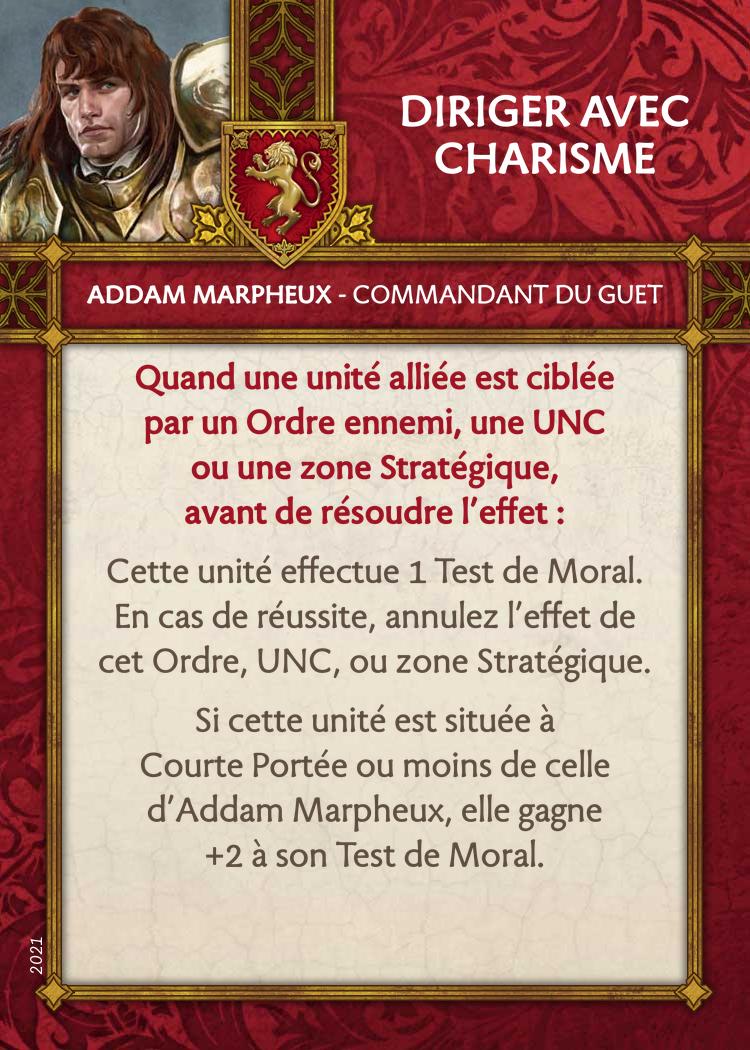 DIRIGER AVEC
CHARISME
ADDAM MARPHEUX - COMMANDANT DU GUET
Quand une unité alliée est ciblée
par un Ordre ennemi, une UNC
ou une zone Stratégique,
avant de résoudre l'effet :
Cette unité effectue 1 Test de Moral.
En cas de réussite, annulez l'effet de
cet Ordre, UNC, ou zone Stratégique.
Si cette unité est située à
Courte Portée ou moins de celle
d'Addam Marpheux, elle gagne
+2 à son Test de Moral.
2021